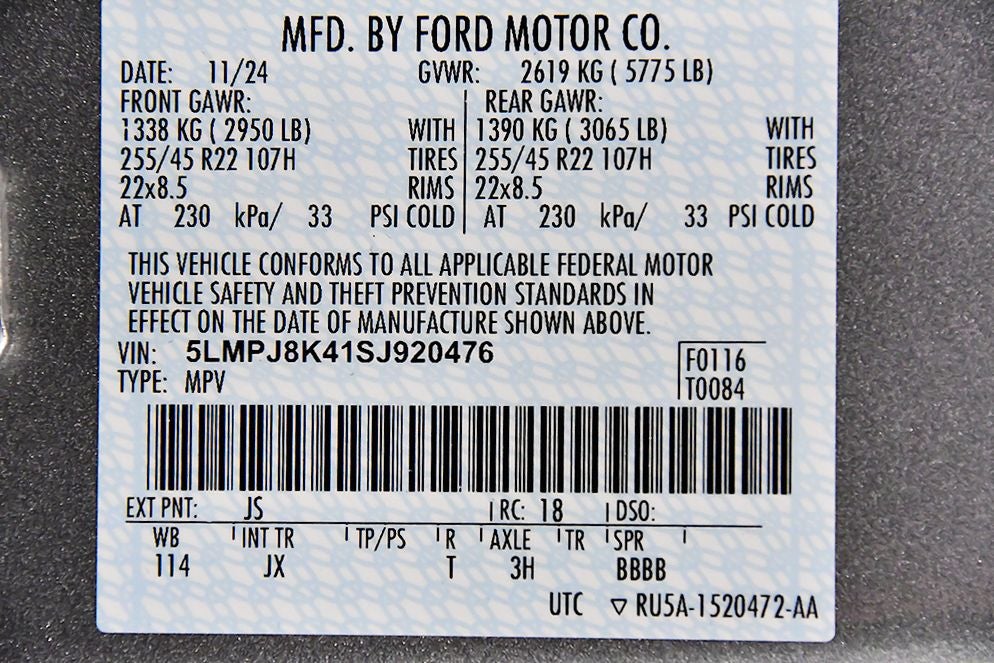 MFD. BY FORD MOTOR CO.
DATE: 11/24 GVWR: 2619 KG ( 5775 LB)
FRONT GAWR: REAR GAWR:
1338 KG ( 2950 LB) WITH 1390 KG ( 3065 LB) WITH
255/45 R22 107H TIRES 255/45 R22 107H TIRES
22x8.5 RIMS 22x8.5 RIMS
AT 230 kPa/ 33 PSI COLD AT 230 kPa/ 33 PSI COLD
THIS VEHICLE CONFORMS TO ALL APPLICABLE FEDERAL MOTOR
VEHICLE SAFETY AND THEFT PREVENTION STANDARDS IN
EFFECT ON THE DATE OF MANUFACTURE SHOWN ABOVE.
VIN: 5LMPJ8K41SJ920476 F0116
TYPE: MPV T0084
EXT PNT: JS RC: 18 DSO:
WB INT TR TP/PS R AXLE TR SPR
114 JX T 3H BBBB
UTC ▽ RU5A-1520472-AA